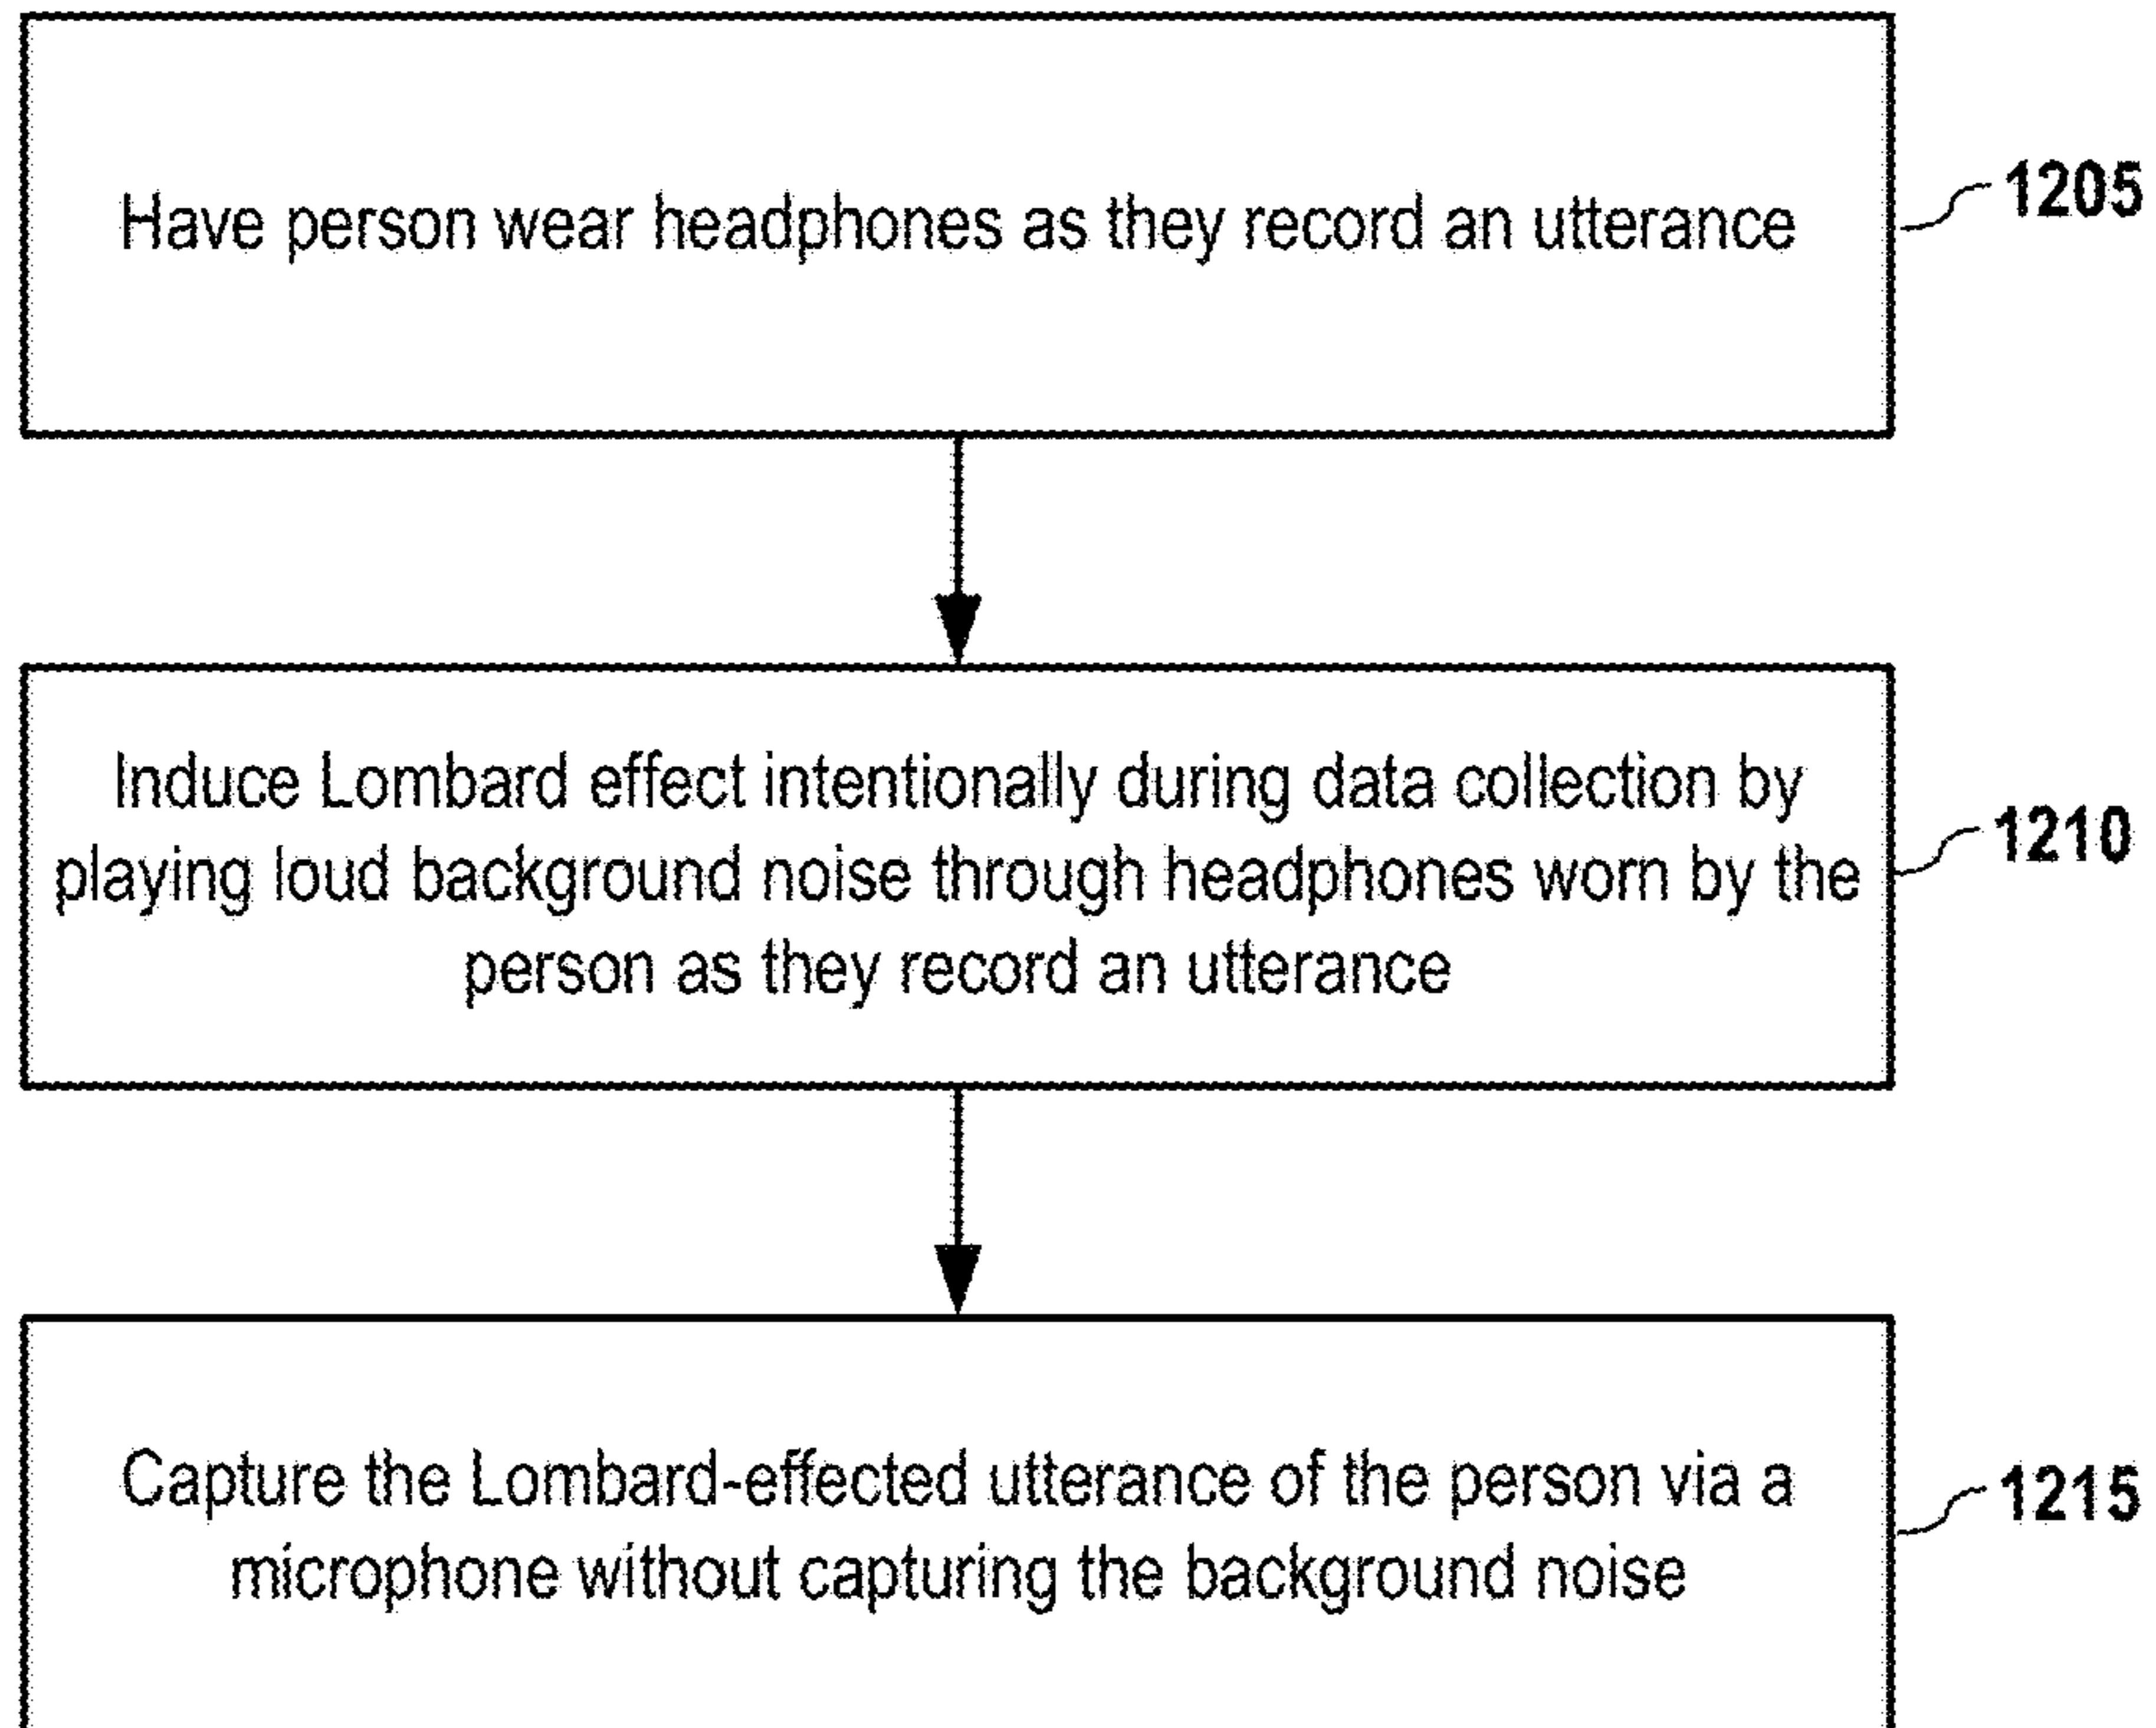 Have person wear headphones as they record an utterance
1205
Induce Lombard effect intentionally during data collection by
playing loud background noise through headphones worn by the
person as they record an utterance
1210
Capture the Lombard-effected utterance of the person via a
microphone without capturing the background noise
1215